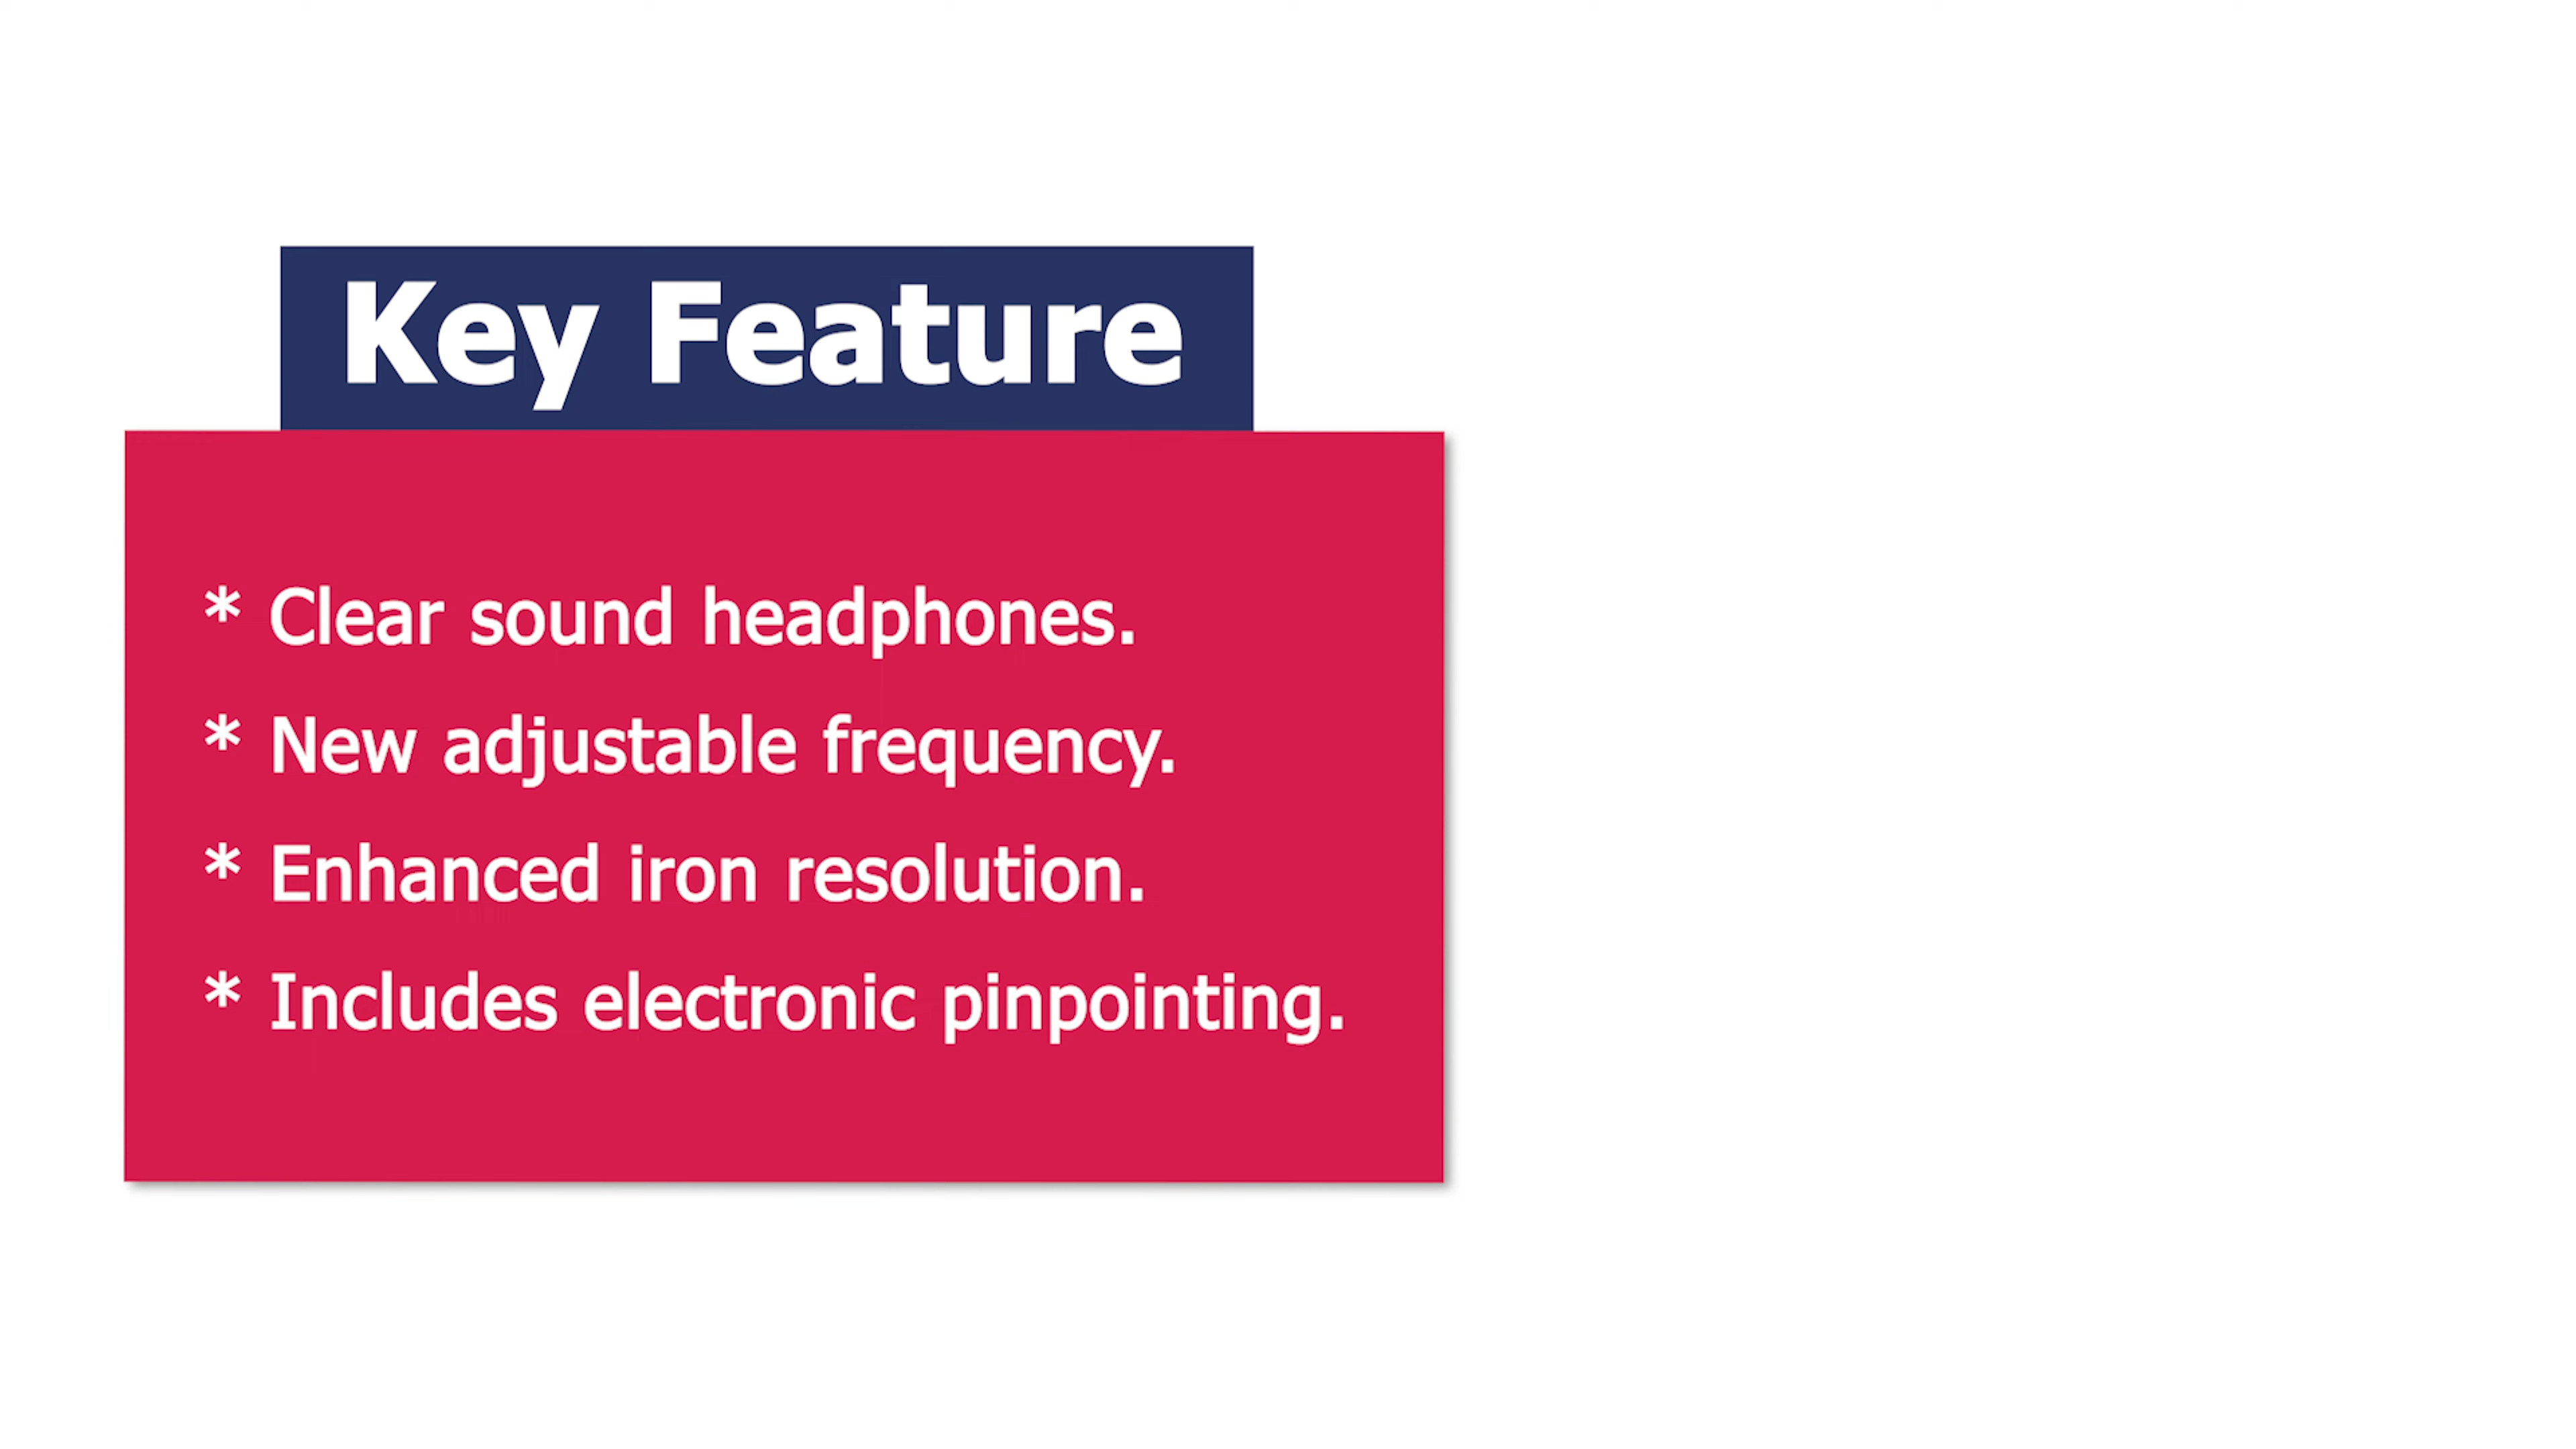 Key Feature
* Clear sound headphones.
* New adjustable frequency.
* Enhanced iron resolution.
* Includes electronic pinpointing.